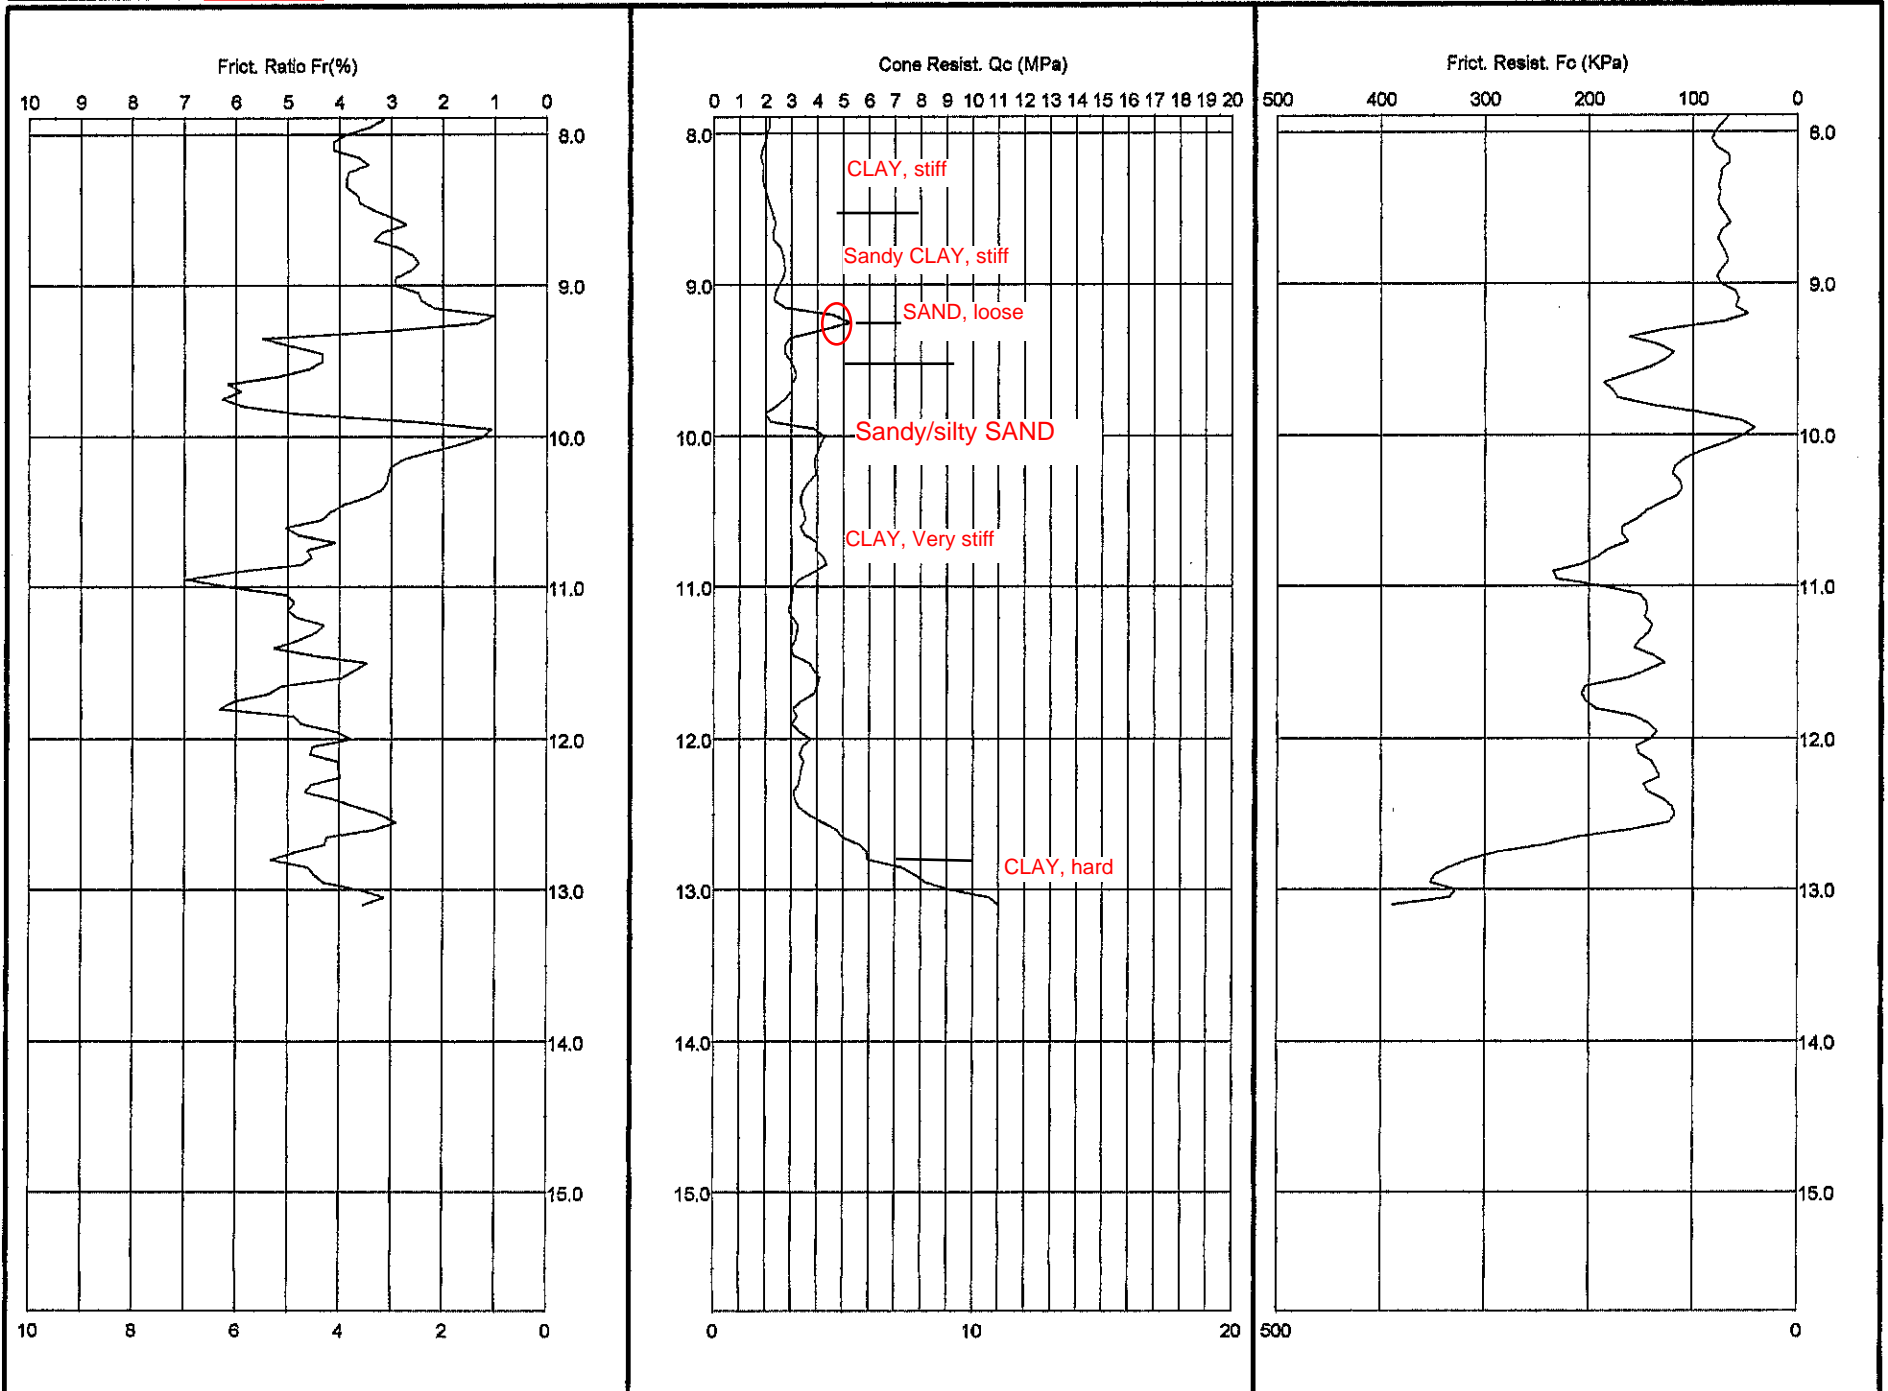 Frict. Ratio Fr(%)
10 9 8 7 6 5 4 3 2 1 0
8.0
9.0
10.0
11.0
12.0
13.0
14.0
15.0
10 8 6 4 2 0
Cone Resist. Qc (MPa)
0 1 2 3 4 5 6 7 8 9 10 11 12 13 14 15 16 17 18 19 20
8.0
CLAY, stiff
Sandy CLAY, stiff
9.0
SAND, loose
Sandy/silty SAND
10.0
CLAY, Very stiff
11.0
12.0
CLAY, hard
13.0
14.0
15.0
0 10 20
Frict. Resist. Fc (KPa)
500 400 300 200 100 0
8.0
9.0
10.0
11.0
12.0
13.0
14.0
15.0
500 0